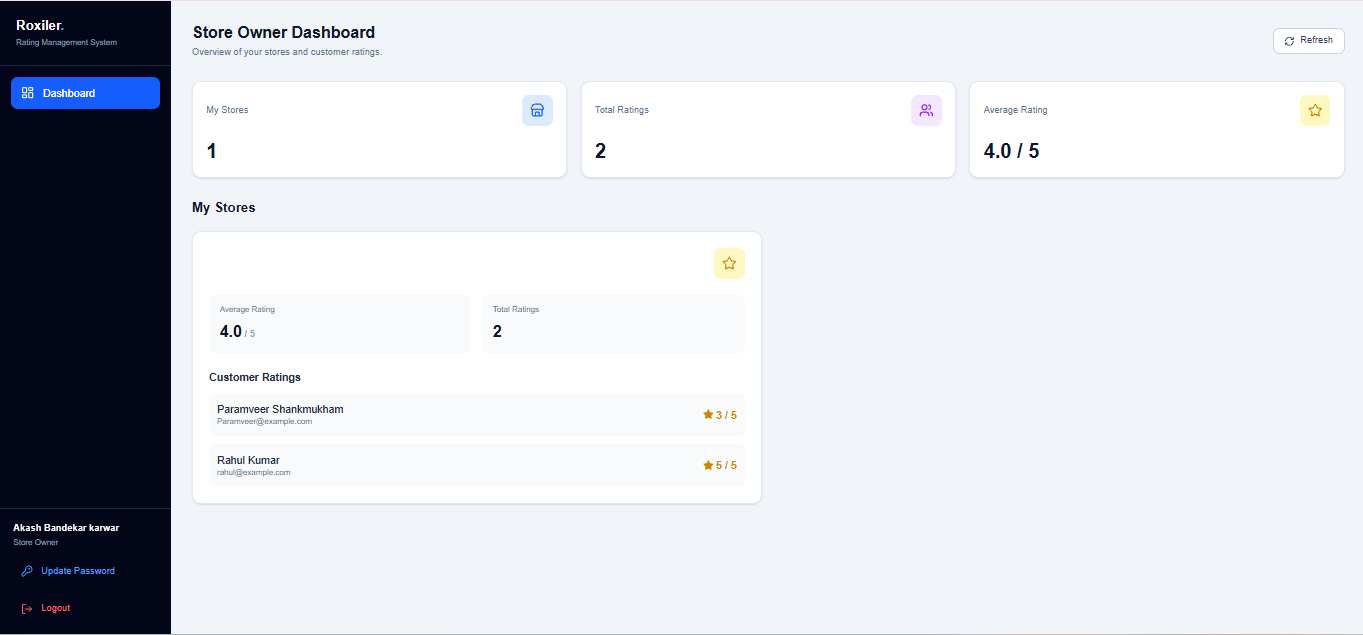 Roxiler.
Rating Management System
Dashboard
Store Owner Dashboard
Overview of your stores and customer ratings.
Refresh
My Stores
1
Total Ratings
2
Average Rating
4.0 / 5
My Stores
Average Rating
4.0 / 5
Total Ratings
2
Customer Ratings
Paramveer Shankmukham
Paramveer@example.com
3 / 5
Rahul Kumar
rahul@example.com
5 / 5
Akash Bandekar karwar
Store Owner
Update Password
Logout